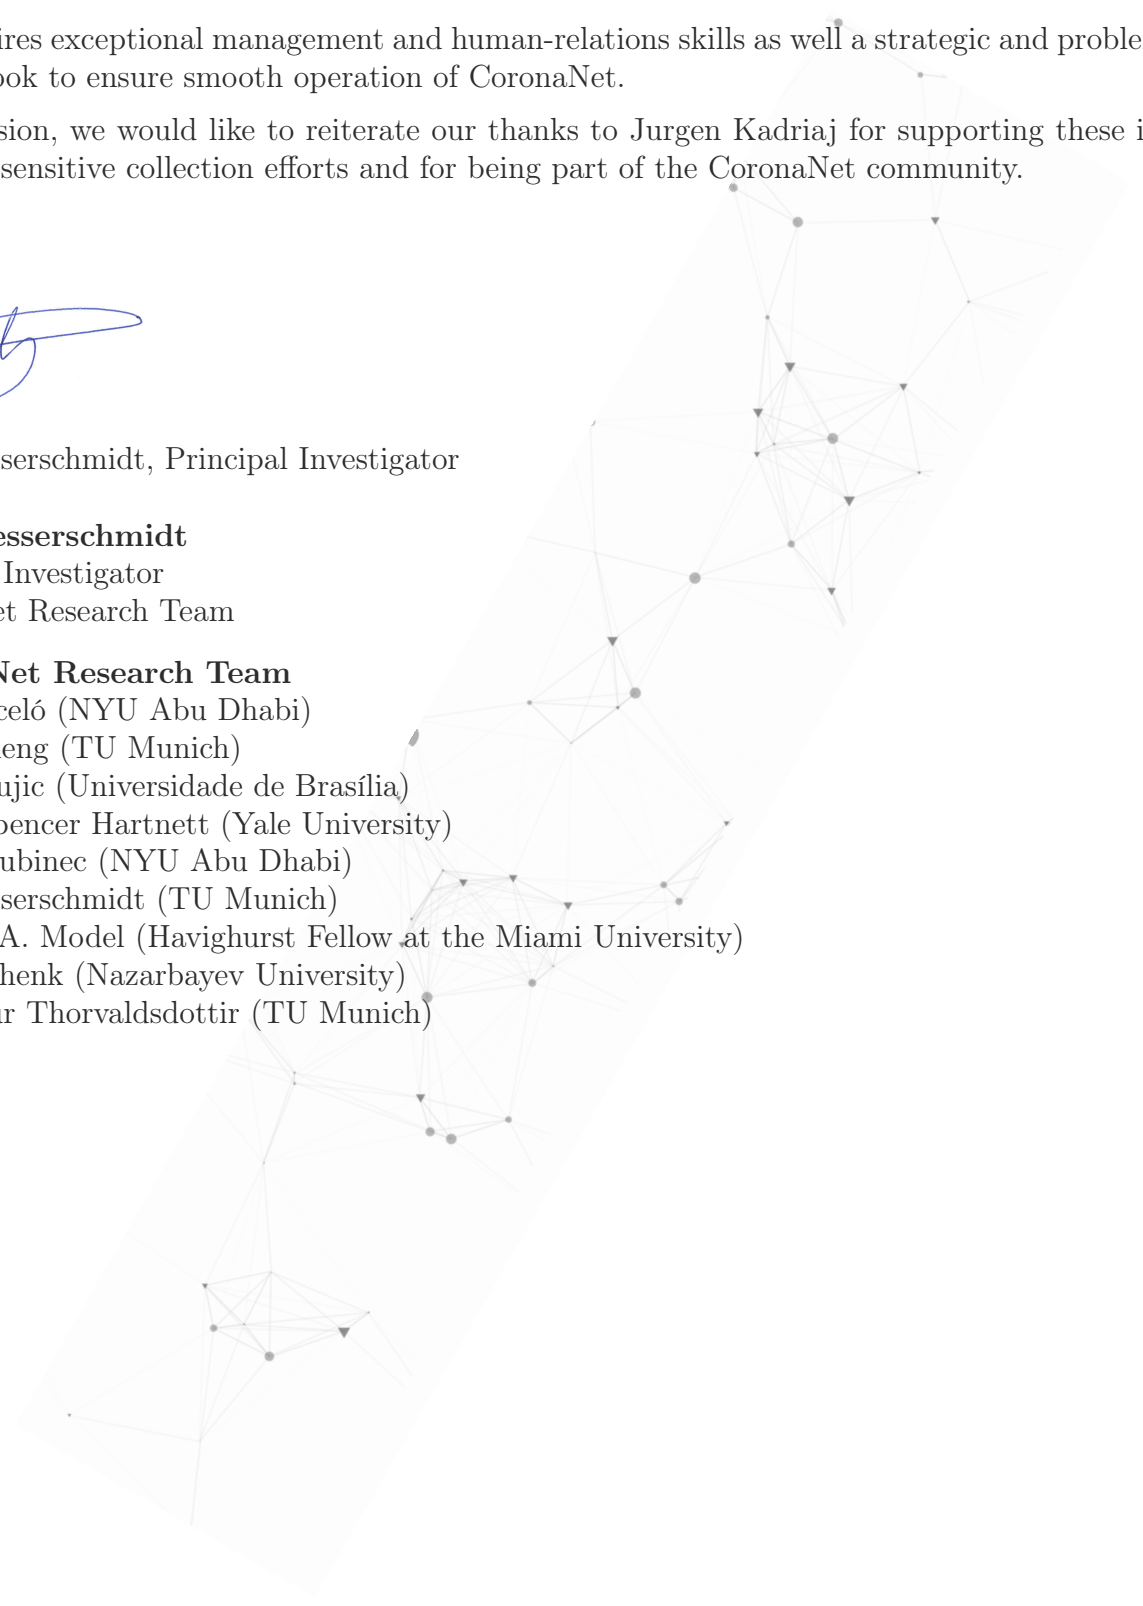 ires exceptional management and human-relations skills as well a strategic and proble
ook to ensure smooth operation of CoronaNet.
sion, we would like to reiterate our thanks to Jurgen Kadriaj for supporting these i
sensitive collection efforts and for being part of the CoronaNet community.
serschmidt, Principal Investigator
esserschmidt
Investigator
et Research Team
Net Research Team
celó (NYU Abu Dhabi)
eng (TU Munich)
ujic (Universidade de Brasília)
pencer Hartnett (Yale University)
ubinec (NYU Abu Dhabi)
serschmidt (TU Munich)
A. Model (Havighurst Fellow at the Miami University)
henk (Nazarbayev University)
ur Thorvaldsdottir (TU Munich)